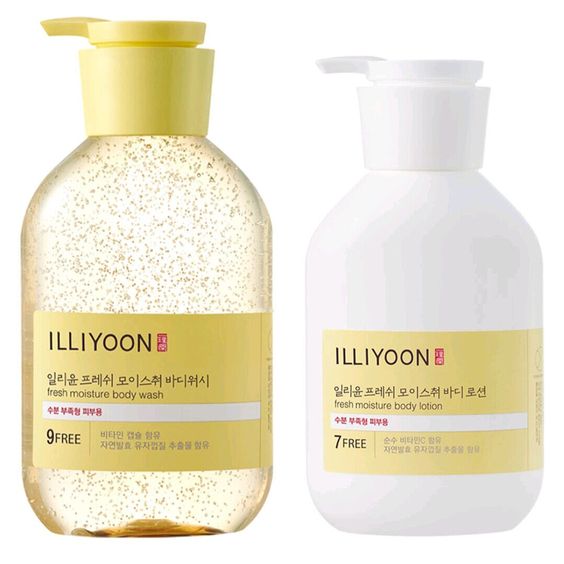 ILLIYOON
일리윤 프레쉬 모이스춰 바디워시
fresh moisture body wash
수분 부족형 피부용
9FREE
비타민 캡슐 함유
자연발효 유자껍질 추출물 함유
ILLIYOON
일리윤 프레쉬 모이스춰 바디 로션
fresh moisture body lotion
수분 부족형 피부용
7FREE
순수 비타민C 함유
자연발효 유자껍질 추출물 함유